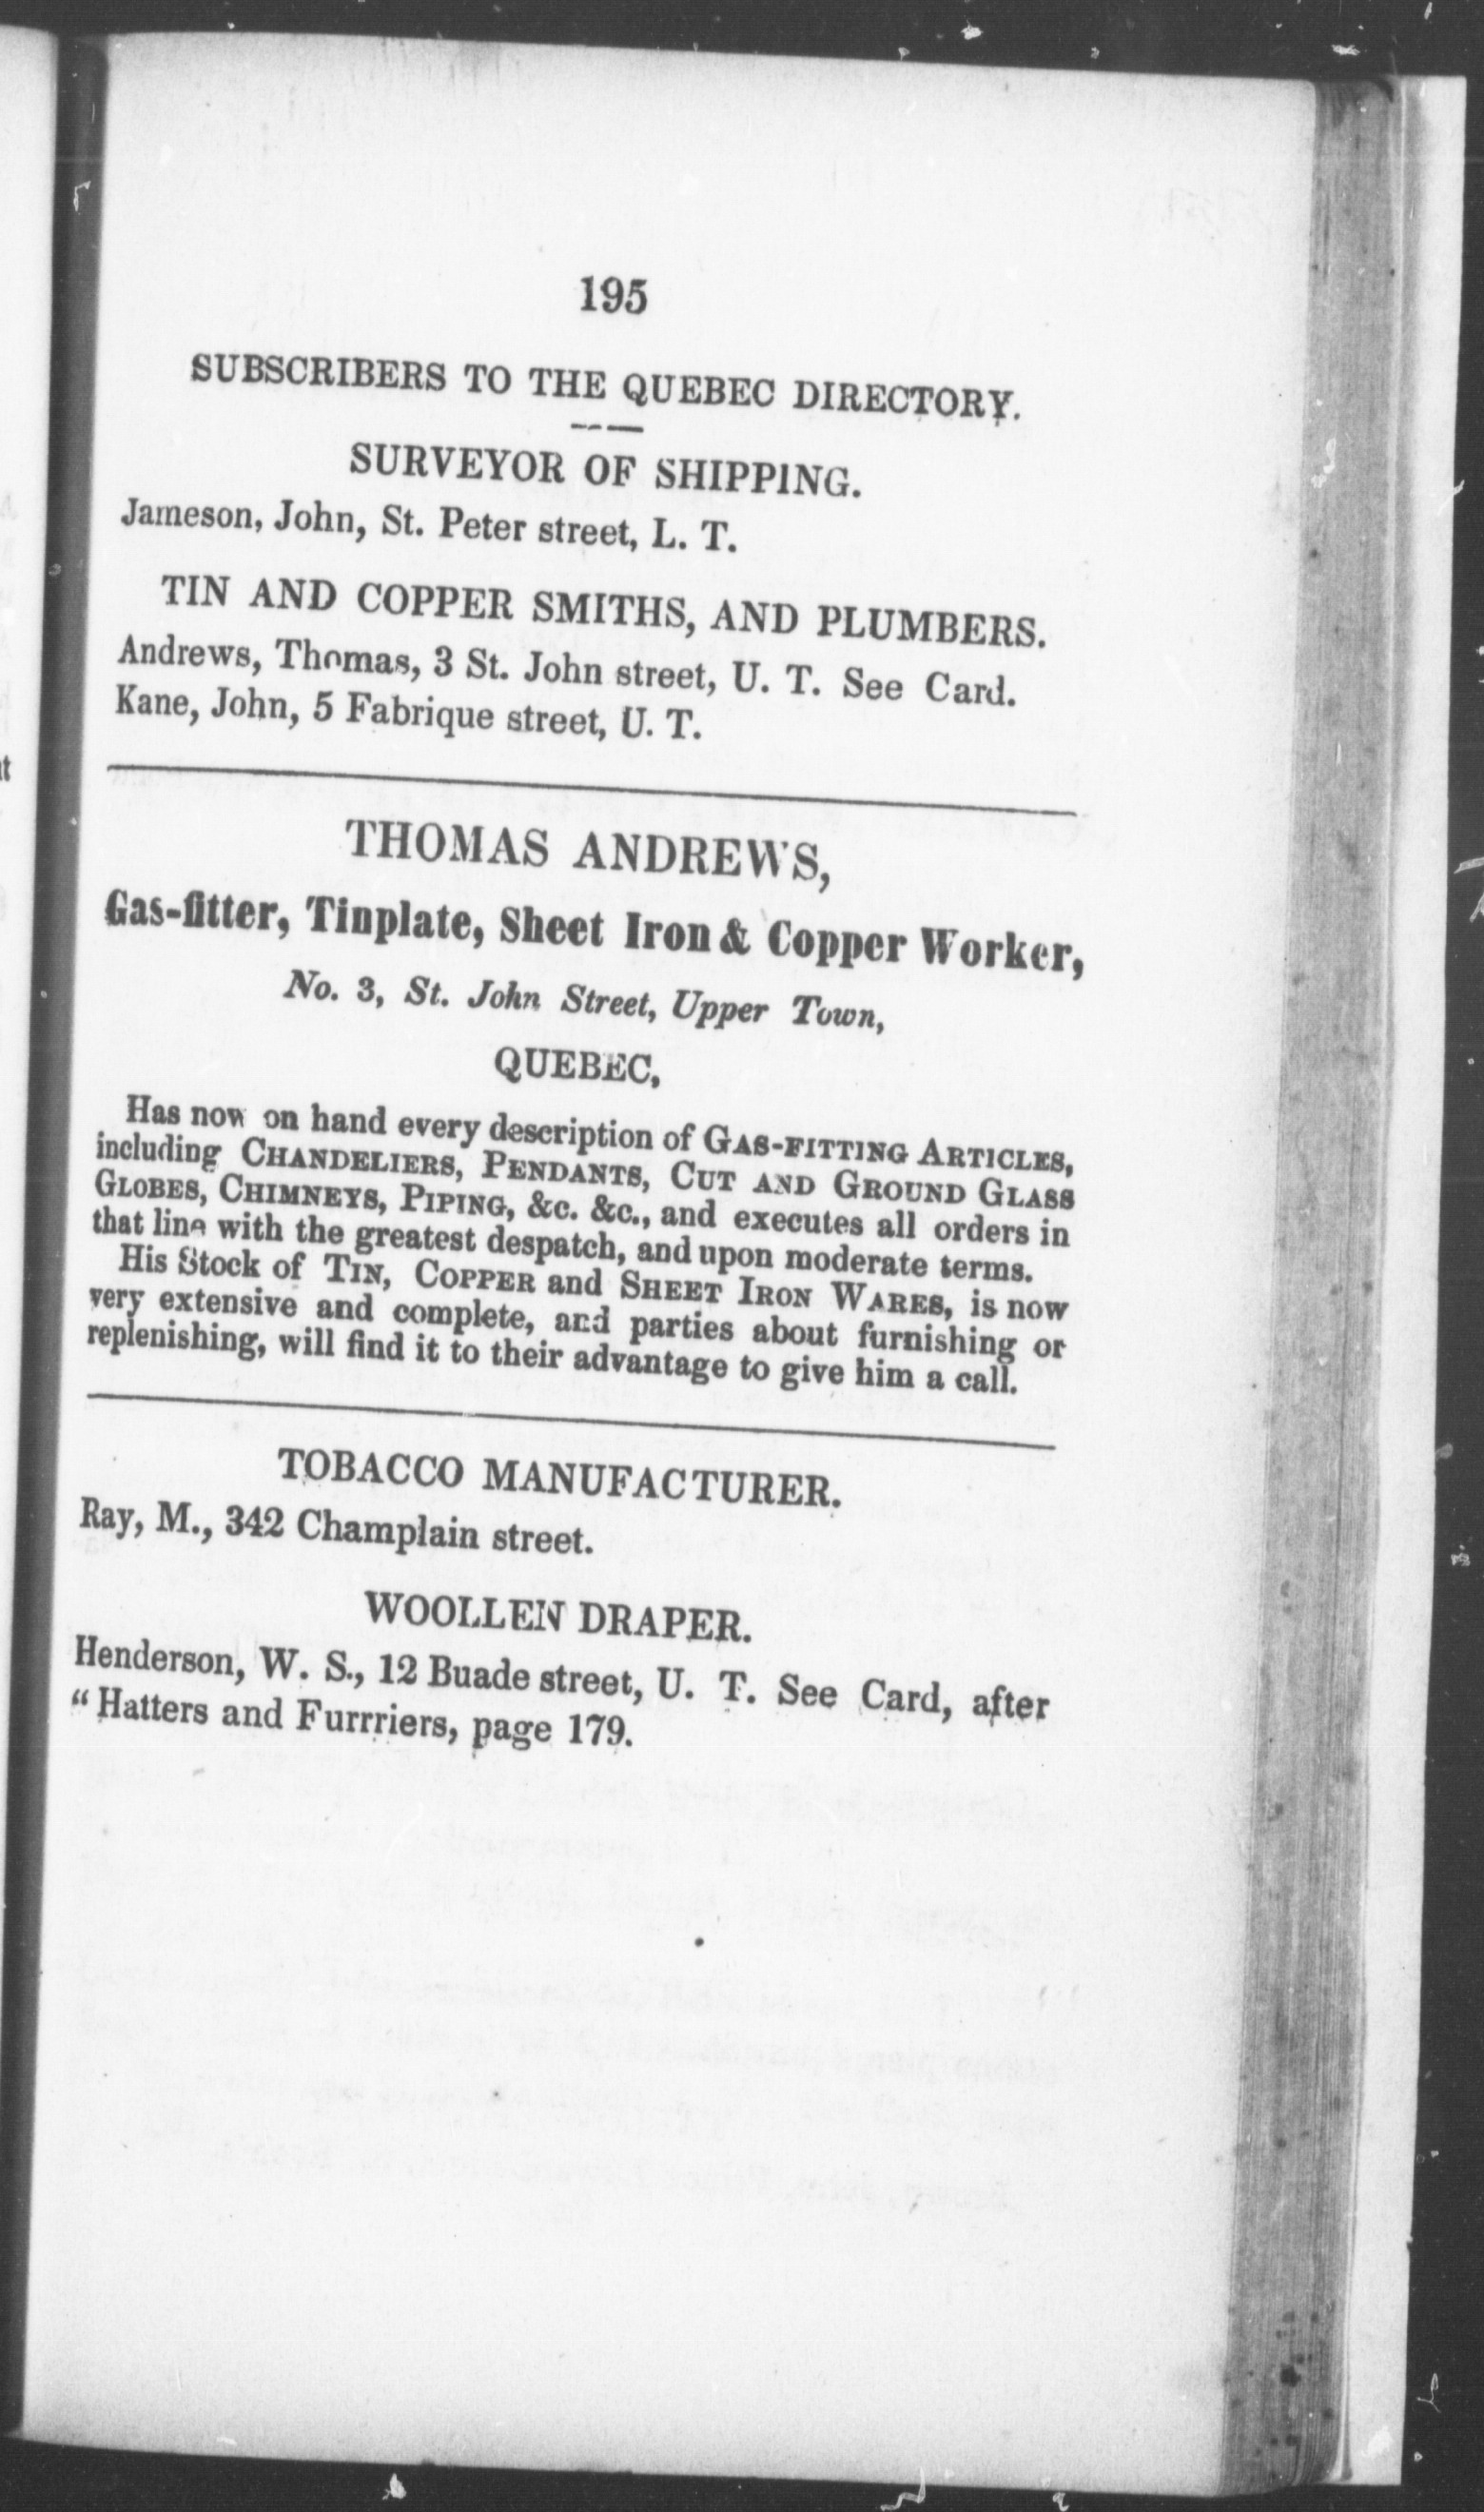 195
SUBSCRIBERS TO THE QUEBEC DIRECTORY.
SURVEYOR OF SHIPPING.
Jameson, John, St. Peter street, L. T.
TIN AND COPPER SMITHS, AND PLUMBERS.
Andrews, Thomas, 3 St. John street, U. T. See Card.
Kane, John, 5 Fabrique street, U. T.
THOMAS ANDREWS,
Gas-fitter, Tinplate, Sheet Iron & Copper Worker,
No. 3, St. John Street, Upper Town,
QUEBEC,
Has now on hand every description of GAS-FITTING ARTICLES,
including CHANDELIERS, PENDANTS, CUT AND GROUND GLASS
GLOBES, CHIMNEYS, PIPING, &c. &c., and executes all orders in
that line with the greatest despatch, and upon moderate terms.
His Stock of TIN, COPPER and SHEET IRON WARES, is now
very extensive and complete, and parties about furnishing or
replenishing, will find it to their advantage to give him a call.
TOBACCO MANUFACTURER.
Ray, M., 342 Champlain street.
WOOLLEN DRAPER.
Henderson, W. S., 12 Buade street, U. T. See Card, after
“ Hatters and Furrriers, page 179.